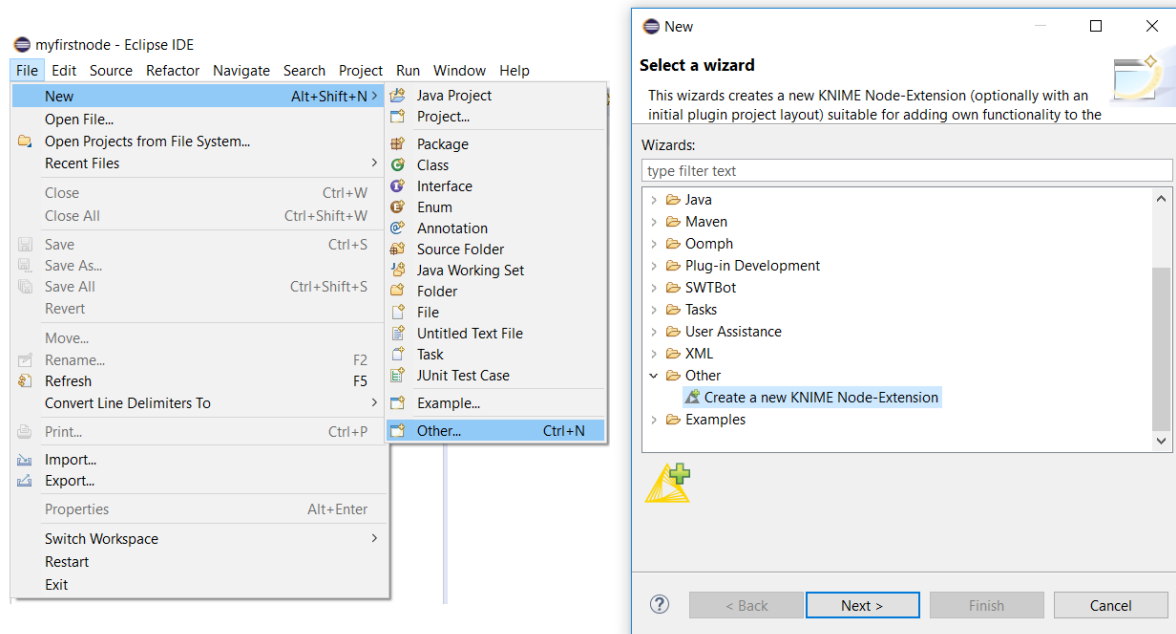 myfirstnode - Eclipse IDE
File Edit Source Refactor Navigate Search Project Run Window Help
New Alt+Shift+N >
Open File...
Open Projects from File System...
Recent Files >
Close Ctrl+W
Close All Ctrl+Shift+W
Save Ctrl+S
Save As...
Save All Ctrl+Shift+S
Revert
Move...
Rename... F2
Refresh F5
Convert Line Delimiters To >
Print... Ctrl+P
Import...
Export...
Properties Alt+Enter
Switch Workspace >
Restart
Exit
Java Project
Project...
Package
Class
Interface
Enum
Annotation
Source Folder
Java Working Set
Folder
File
Untitled Text File
Task
JUnit Test Case
Example...
Other... Ctrl+N
New
Select a wizard
This wizards creates a new KNIME Node-Extension (optionally with an
initial plugin project layout) suitable for adding own functionality to the
Wizards:
type filter text
Java
Maven
Oomph
Plug-in Development
SWTBot
Tasks
User Assistance
XML
Other
Create a new KNIME Node-Extension
Examples
? < Back Next > Finish Cancel